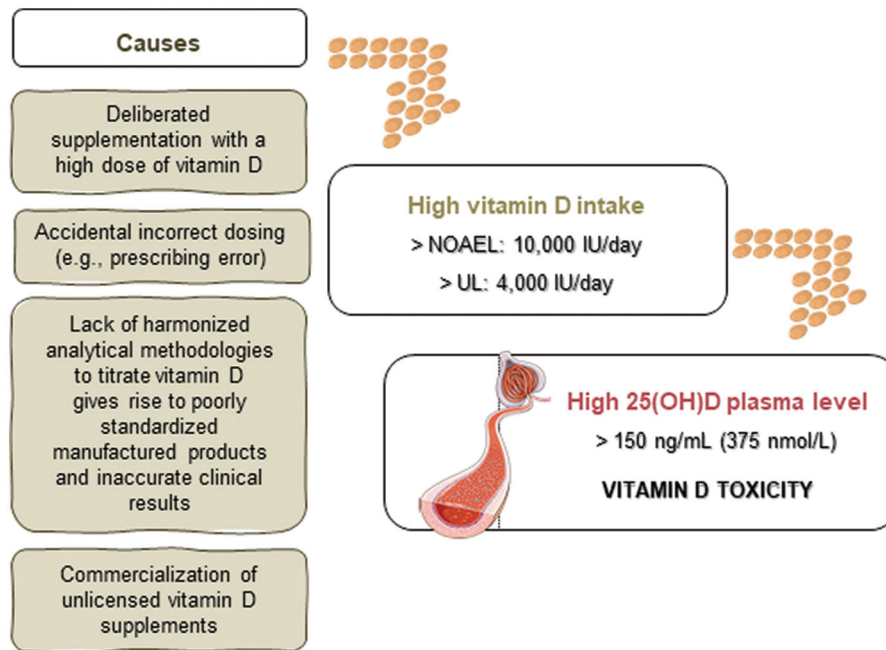 Causes
Deliberated
supplementation with a
high dose of vitamin D
Accidental incorrect dosing
(e.g., prescribing error)
Lack of harmonized
analytical methodologies
to titrate vitamin D
gives rise to poorly
standardized
manufactured products
and inaccurate clinical
results
Commercialization of
unlicensed vitamin D
supplements
High vitamin D intake
> NOAEL: 10,000 IU/day
> UL: 4,000 IU/day
High 25(OH)D plasma level
> 150 ng/mL (375 nmol/L)
VITAMIN D TOXICITY